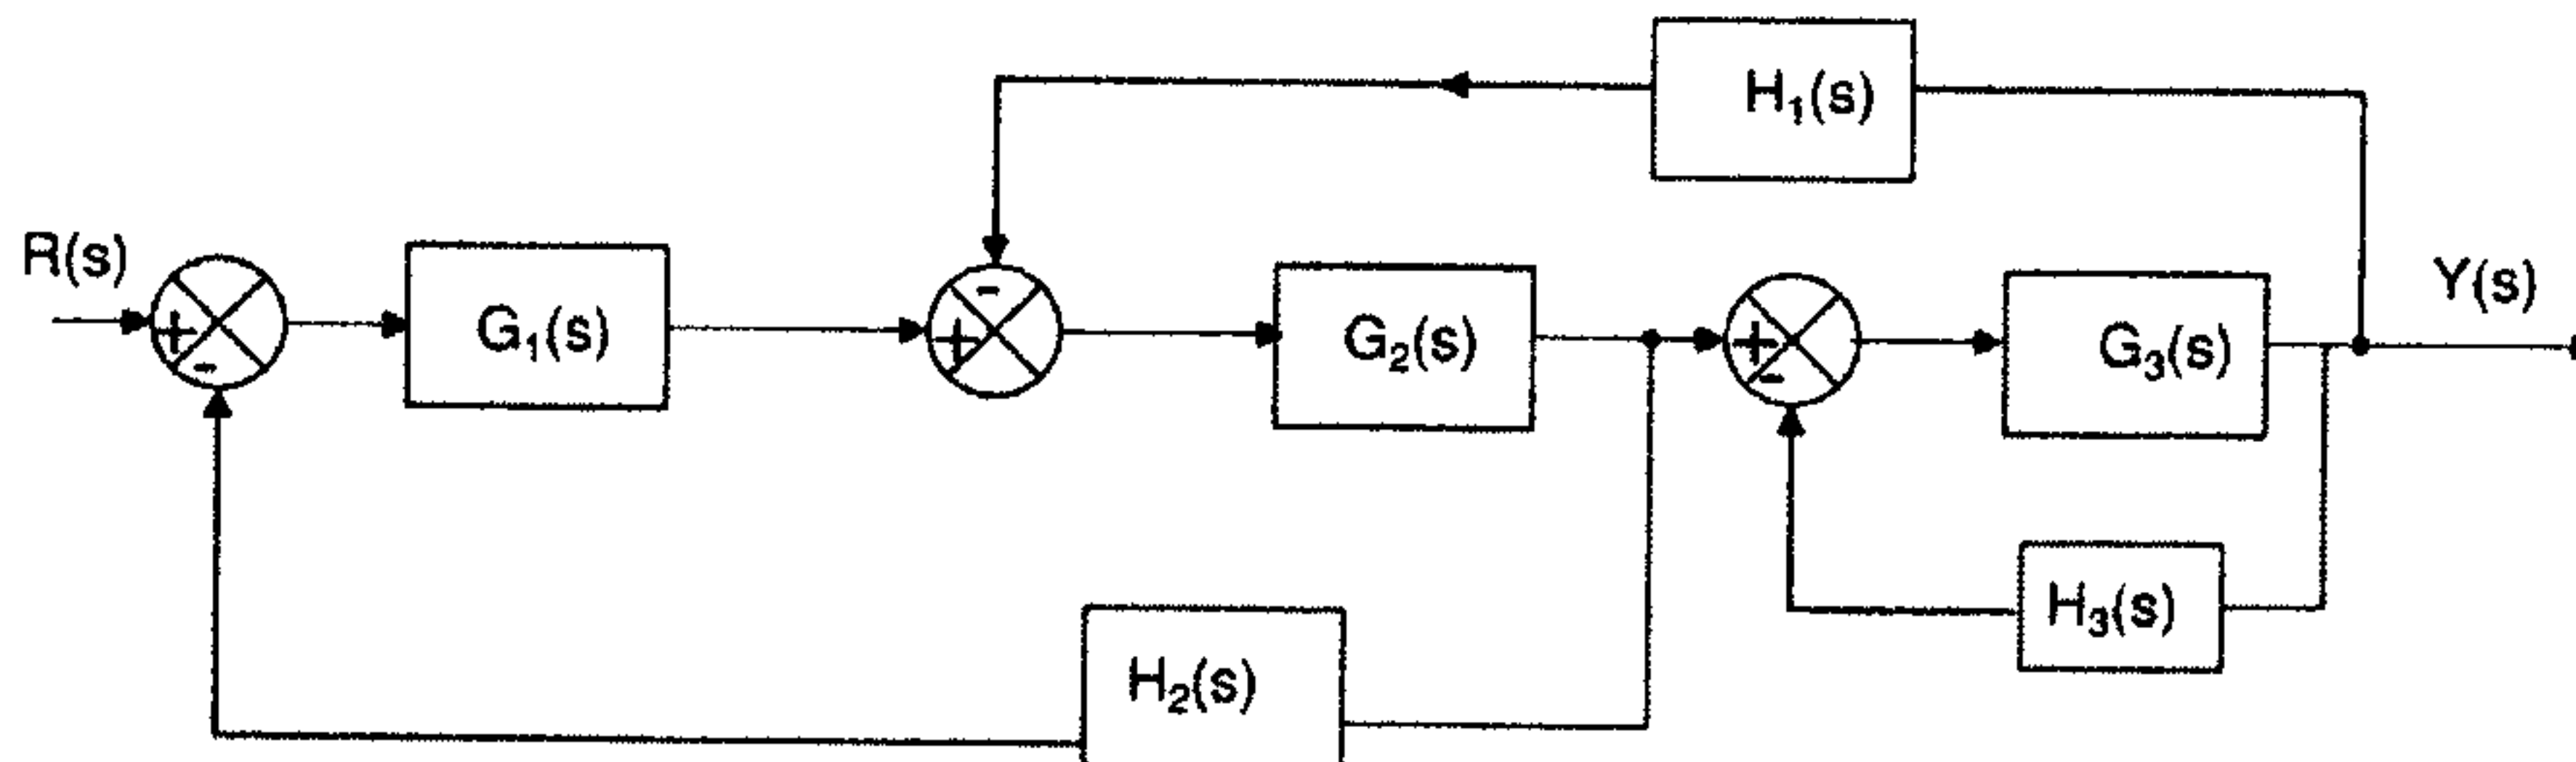 H₁(s)
R(s)
Y(s)
+
-
G₁(s)
-
+
G₂(s)
+
-
G₃(s)
H₃(s)
H₂(s)